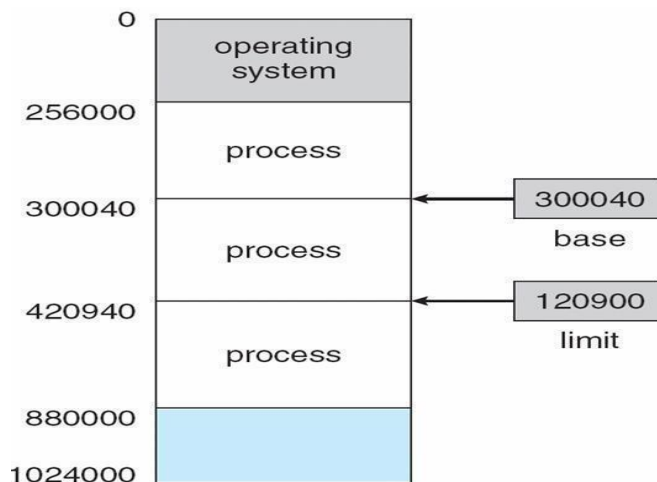 0
operating
system
256000
process
300040
300040
base
process
420940
120900
limit
process
880000
1024000